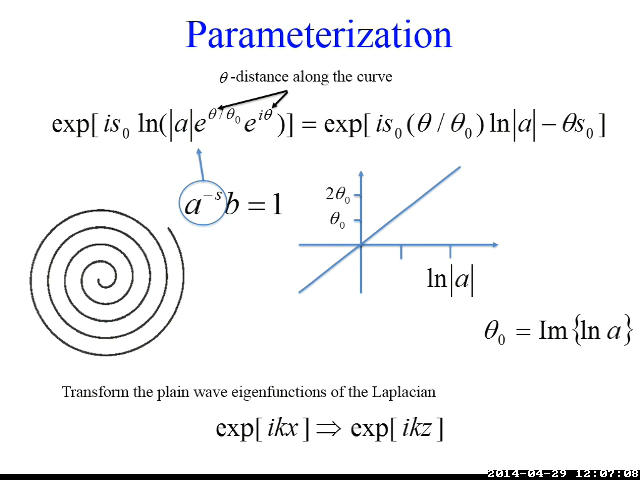 Parameterization
θ -distance along the curve
exp[ is₀ ln(|a|e^{θ/θ₀} e^{iθ})] = exp[ is₀ (θ / θ₀) ln|a| − θs₀ ]
a^{−s}b = 1
2θ₀
θ₀
ln|a|
θ₀ = Im{ln a}
Transform the plain wave eigenfunctions of the Laplacian
exp[ ikx ] ⇒ exp[ ikz ]
2014-04-29 12:07:08